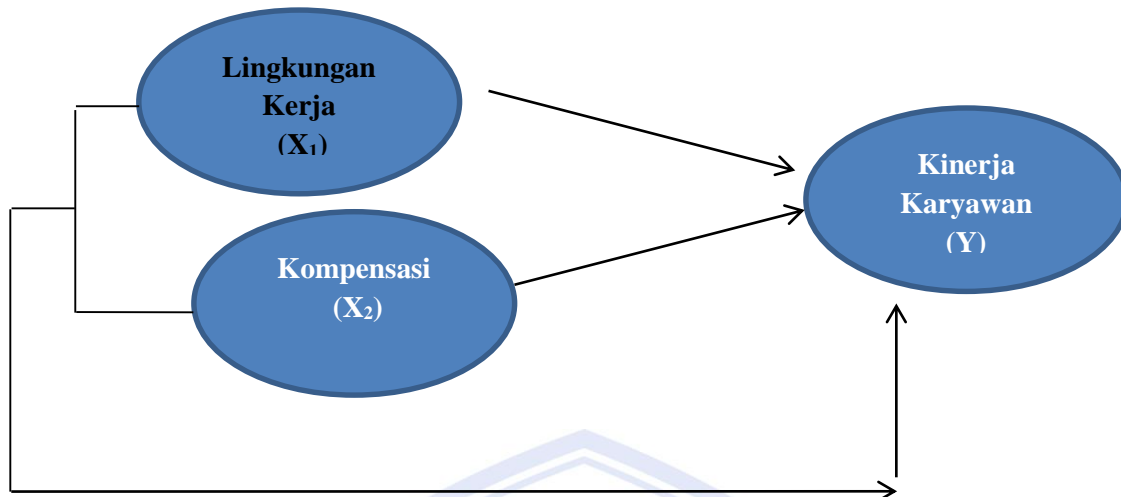 Lingkungan
Kerja
(X₁)
Kompensasi
(X₂)
Kinerja
Karyawan
(Y)